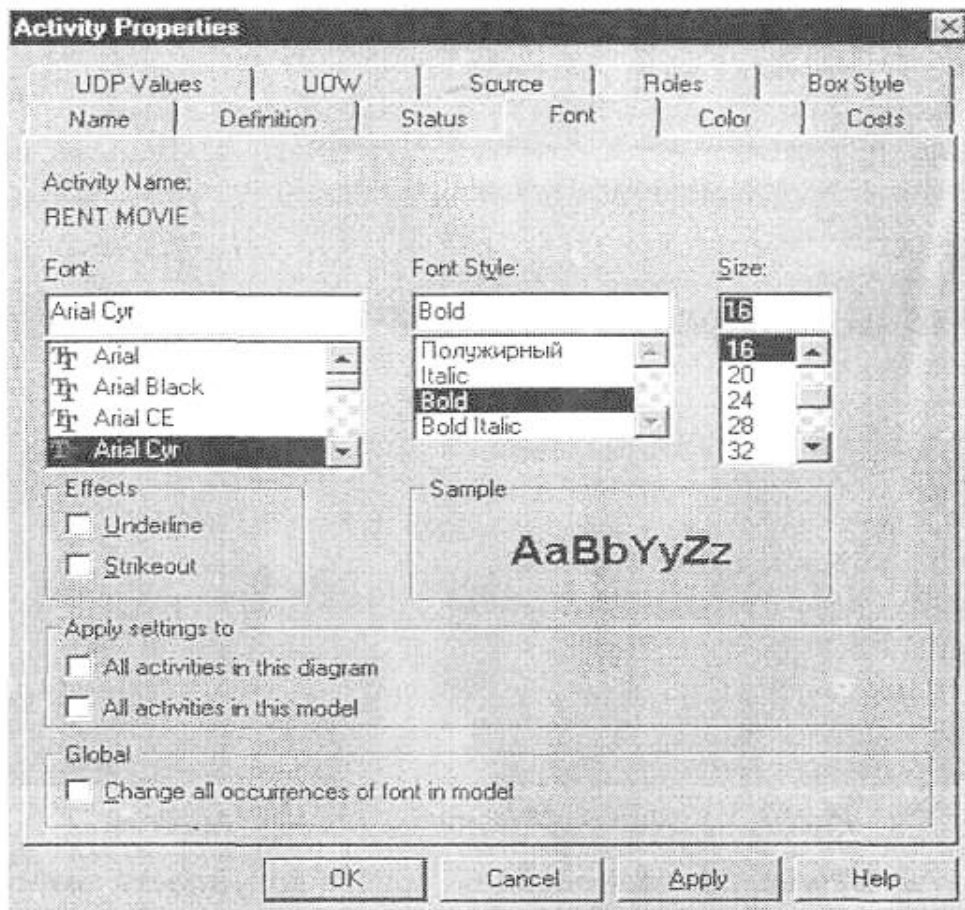 Activity Properties
UDP Values UOW Source Roles Box Style
Name Definition Status Font Color Costs
Activity Name:
RENT MOVIE
Font: Font Style: Size:
Arial Cyr Bold 16
Arial Полужирный 16
Arial Black Italic 20
Arial CE Bold 24
Arial Cyr Bold Italic 28
32
Effects Sample
Underline
Strikeout
AaBbYyZz
Apply settings to
All activities in this diagram
All activities in this model
Global
Change all occurrences of font in model
OK Cancel Apply Help